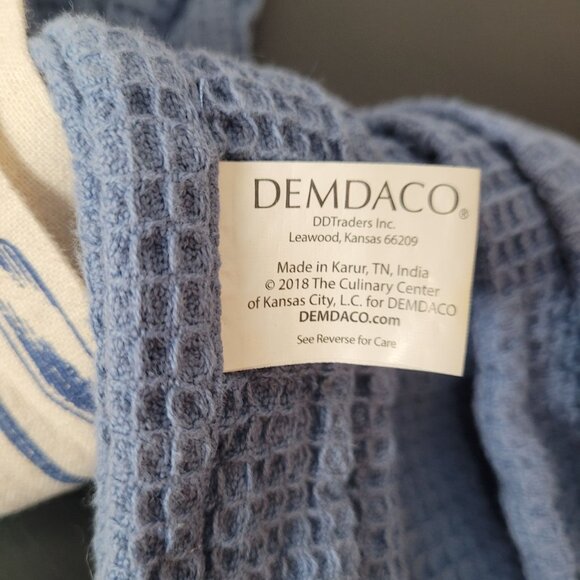 DEMDACO®
DDTraders Inc.
Leawood, Kansas 66209
Made in Karur, TN, India
© 2018 The Culinary Center
of Kansas City, L.C. for DEMDACO
DEMDACO.com
See Reverse for Care